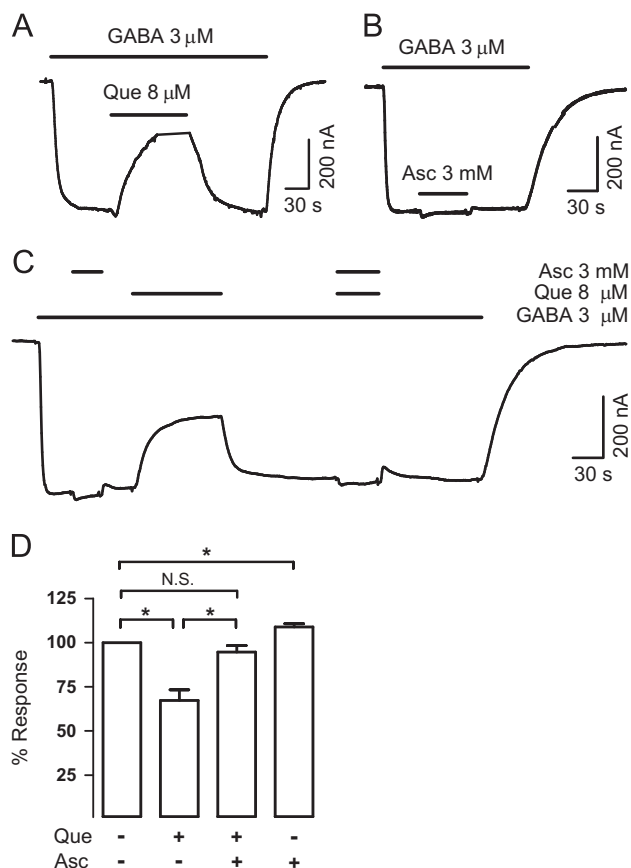 A
GABA 3 μM
Que 8 μM
200 nA
30 s
B
GABA 3 μM
Asc 3 mM
200 nA
30 s
C
Asc 3 mM
Que 8 μM
GABA 3 μM
200 nA
30 s
D
*
N.S.
* *
125
100
75
50
25
% Response
Que - + + -
Asc - - + +